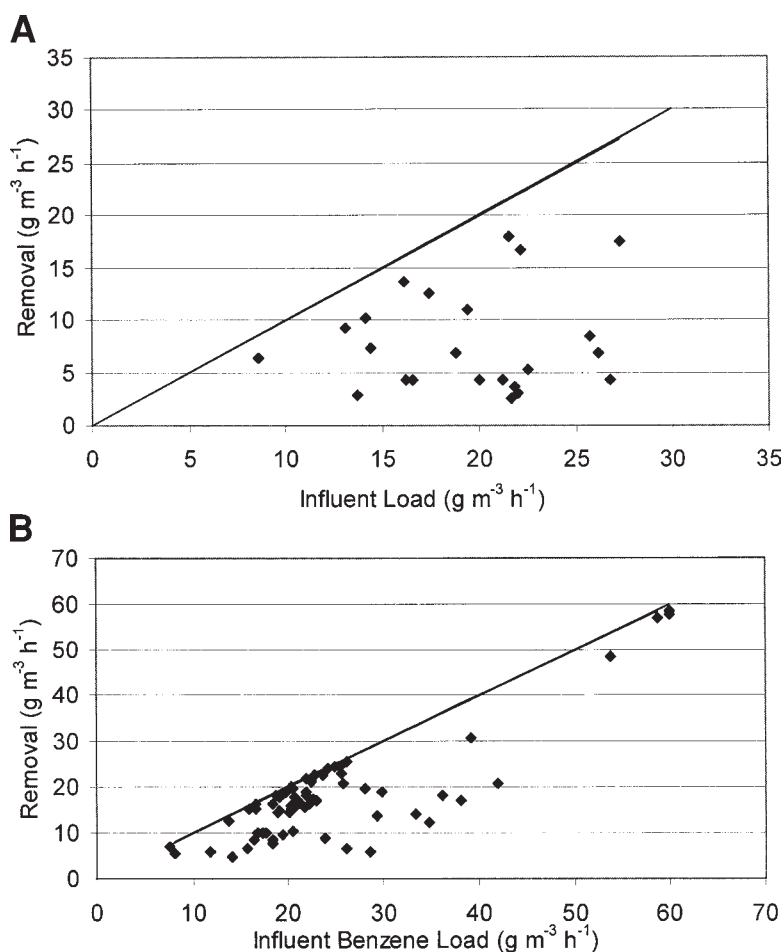 A
35
30
25
20
15
10
5
0
Removal (g m⁻³ h⁻¹)
0 5 10 15 20 25 30 35
Influent Load (g m⁻³ h⁻¹)
B
70
60
50
40
30
20
10
0
Removal (g m⁻³ h⁻¹)
0 10 20 30 40 50 60 70
Influent Benzene Load (g m⁻³ h⁻¹)